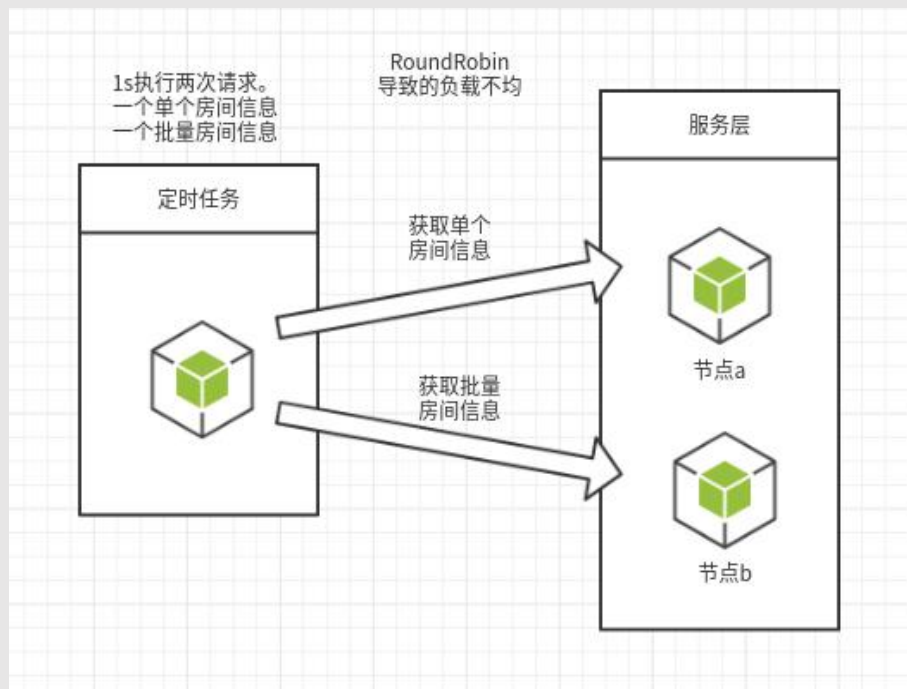 1s执行两次请求。
一个单个房间信息
一个批量房间信息
RoundRobin
导致的负载不均
定时任务
服务层
获取单个
房间信息
获取批量
房间信息
节点a
节点b